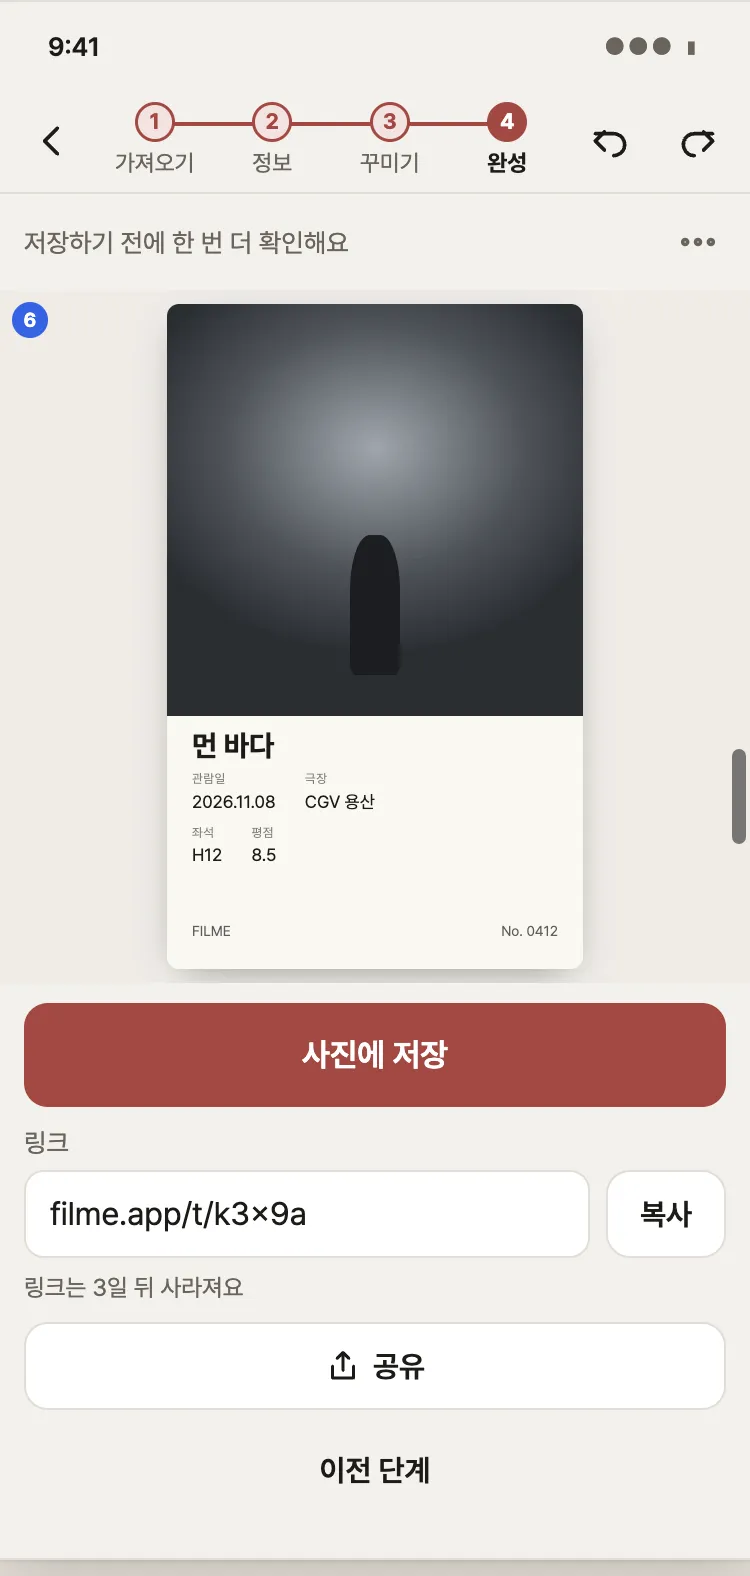 9:41
1 2 3 4
가져오기 정보 꾸미기 완성
저장하기 전에 한 번 더 확인해요
6
먼 바다
관람일 극장
2026.11.08 CGV 용산
좌석 평점
H12 8.5
FILME No. 0412
사진에 저장
링크
filme.app/t/k3×9a 복사
링크는 3일 뒤 사라져요
공유
이전 단계